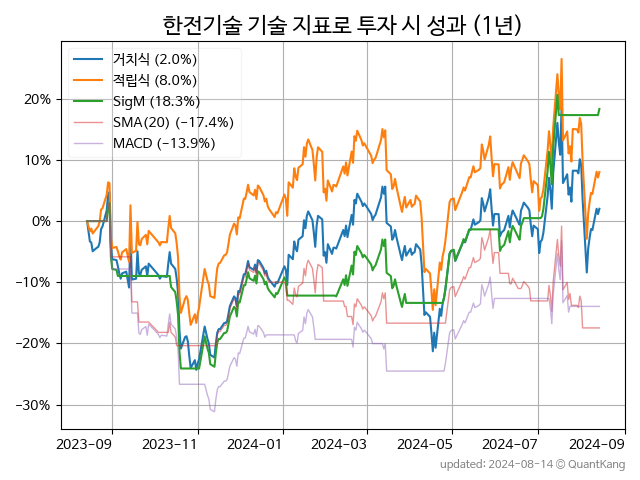 한전기술 기술 지표로 투자 시 성과 (1년)
거치식 (2.0%)
적립식 (8.0%)
SigM (18.3%)
SMA(20) (−17.4%)
MACD (−13.9%)
20%
10%
0%
−10%
−20%
−30%
2023-09 2023-11 2024-01 2024-03 2024-05 2024-07 2024-09
updated: 2024-08-14 @ QuantKang